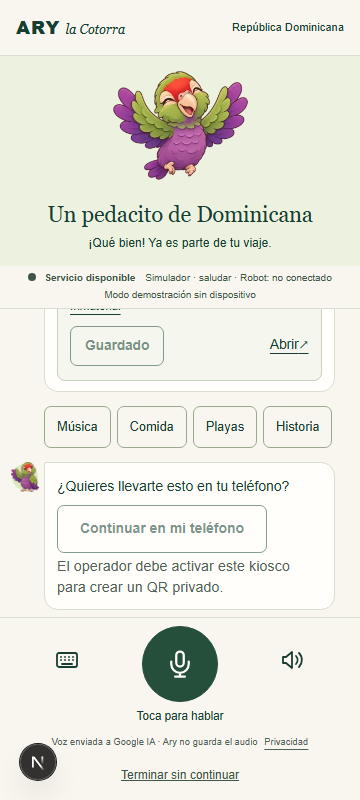 ARY la Cotorra
República Dominicana
Un pedacito de Dominicana
¡Qué bien! Ya es parte de tu viaje.
Servicio disponible Simulador · saludar · Robot: no conectado
Modo demostración sin dispositivo
Guardado
Abrir↗
Música
Comida
Playas
Historia
¿Quieres llevarte esto en tu teléfono?
Continuar en mi teléfono
El operador debe activar este kiosco
para crear un QR privado.
Toca para hablar
Voz enviada a Google IA · Ary no guarda el audio Privacidad
N
Terminar sin continuar